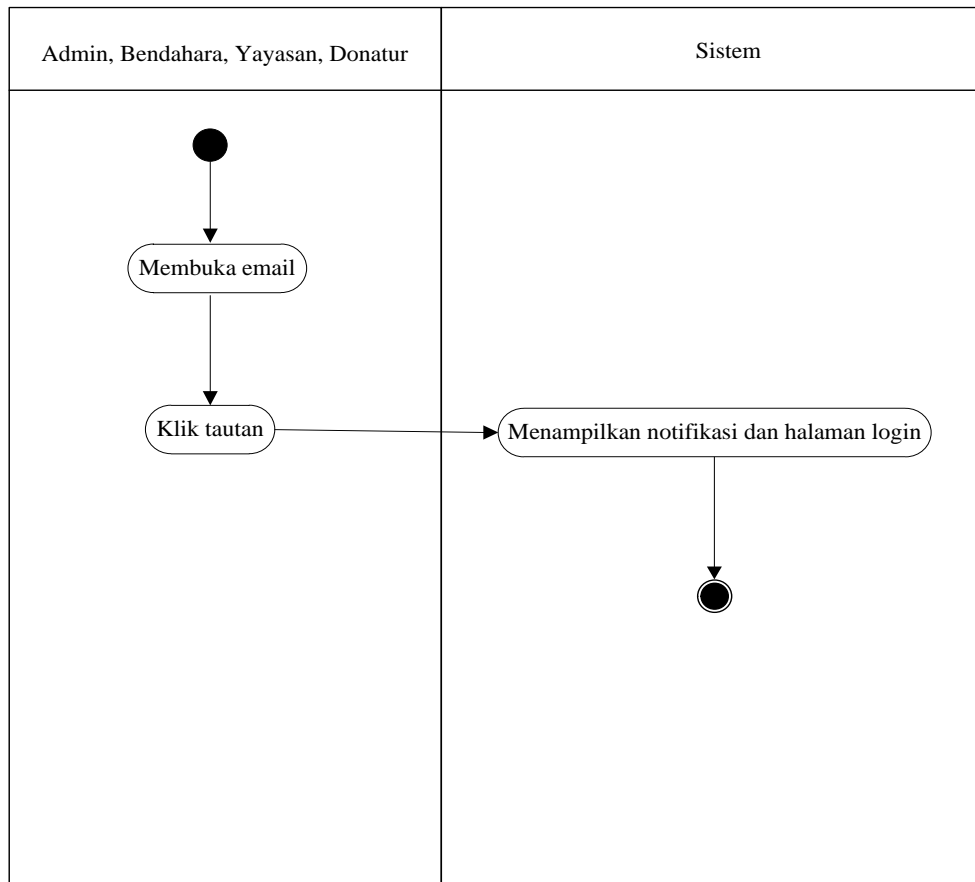 Admin, Bendahara, Yayasan, Donatur
Sistem
Membuka email
Klik tautan
Menampilkan notifikasi dan halaman login